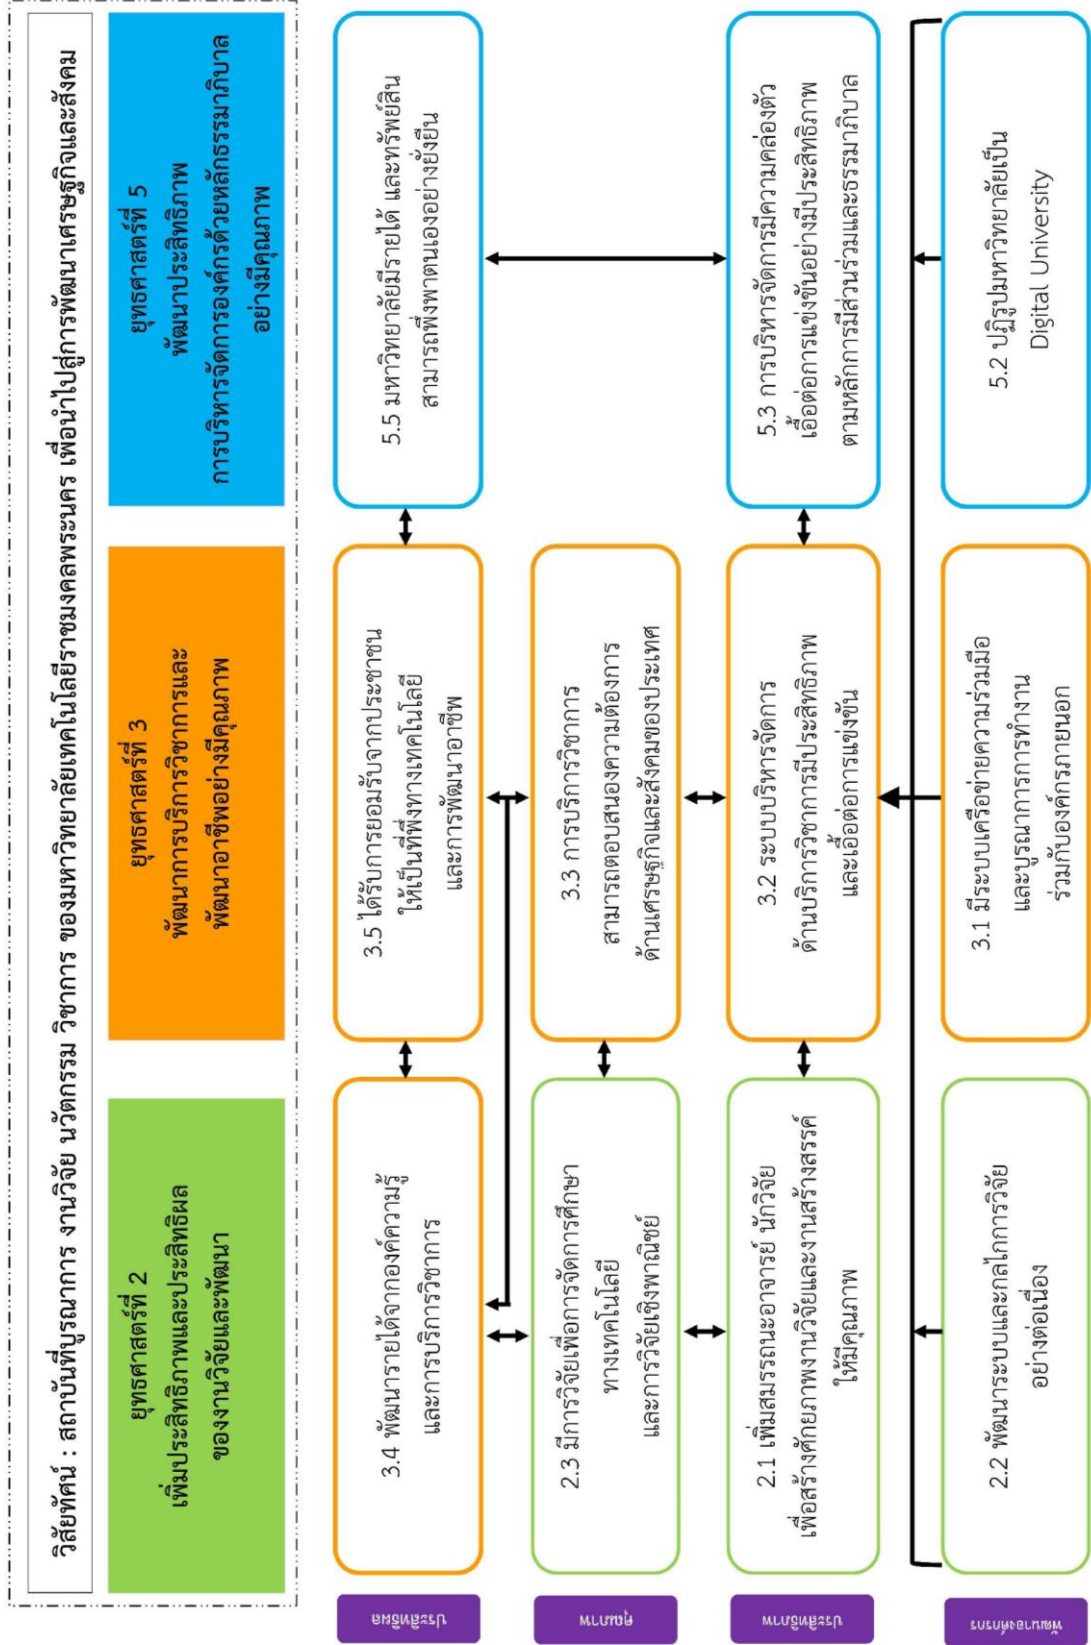 วิสัยทัศน์ : สถาบันที่บูรณาการ งานวิจัย นวัตกรรม วิชาการ ของมหาวิทยาลัยเทคโนโลยีราชมงคลพระนคร เพื่อนำไปสู่การพัฒนาเศรษฐกิจและสังคม
ยุทธศาสตร์ที่ 2
เพิ่มประสิทธิภาพและประสิทธิผล
ของงานวิจัยและพัฒนา
ยุทธศาสตร์ที่ 3
พัฒนาการบริการวิชาการและ
พัฒนาอาชีพอย่างมีคุณภาพ
ยุทธศาสตร์ที่ 5
พัฒนาประสิทธิภาพ
การบริหารจัดการองค์กรด้วยหลักธรรมาภิบาล
อย่างมีคุณภาพ
ประสิทธิผล
3.4 พัฒนารายได้จากองค์ความรู้
และการบริการวิชาการ
3.5 ได้รับการยอมรับจากประชาชน
ให้เป็นที่พึ่งทางเทคโนโลยี
และการพัฒนาอาชีพ
5.5 มหาวิทยาลัยมีรายได้ และทรัพย์สิน
สามารถพึ่งพาตนเองอย่างยั่งยืน
คุณภาพ
2.3 มีการวิจัยเพื่อการจัดการศึกษา
ทางเทคโนโลยี
และการวิจัยเชิงพาณิชย์
3.3 การบริการวิชาการ
สามารถตอบสนองความต้องการ
ด้านเศรษฐกิจและสังคมของประเทศ
ประสิทธิภาพ
2.1 เพิ่มสมรรถนะอาจารย์ นักวิจัย
เพื่อสร้างศักยภาพงานวิจัยและงานสร้างสรรค์
ให้มีคุณภาพ
3.2 ระบบบริหารจัดการ
ด้านบริการวิชาการมีประสิทธิภาพ
และเอื้อต่อการแข่งขัน
5.3 การบริหารจัดการมีความคล่องตัว
เอื้อต่อการแข่งขันอย่างมีประสิทธิภาพ
ตามหลักการมีส่วนร่วมและธรรมาภิบาล
พัฒนาองค์กร
2.2 พัฒนาระบบและกลไกการวิจัย
อย่างต่อเนื่อง
3.1 มีระบบเครือข่ายความร่วมมือ
และบูรณาการการทำงาน
ร่วมกับองค์กรภายนอก
5.2 ปฏิรูปมหาวิทยาลัยเป็น
Digital University